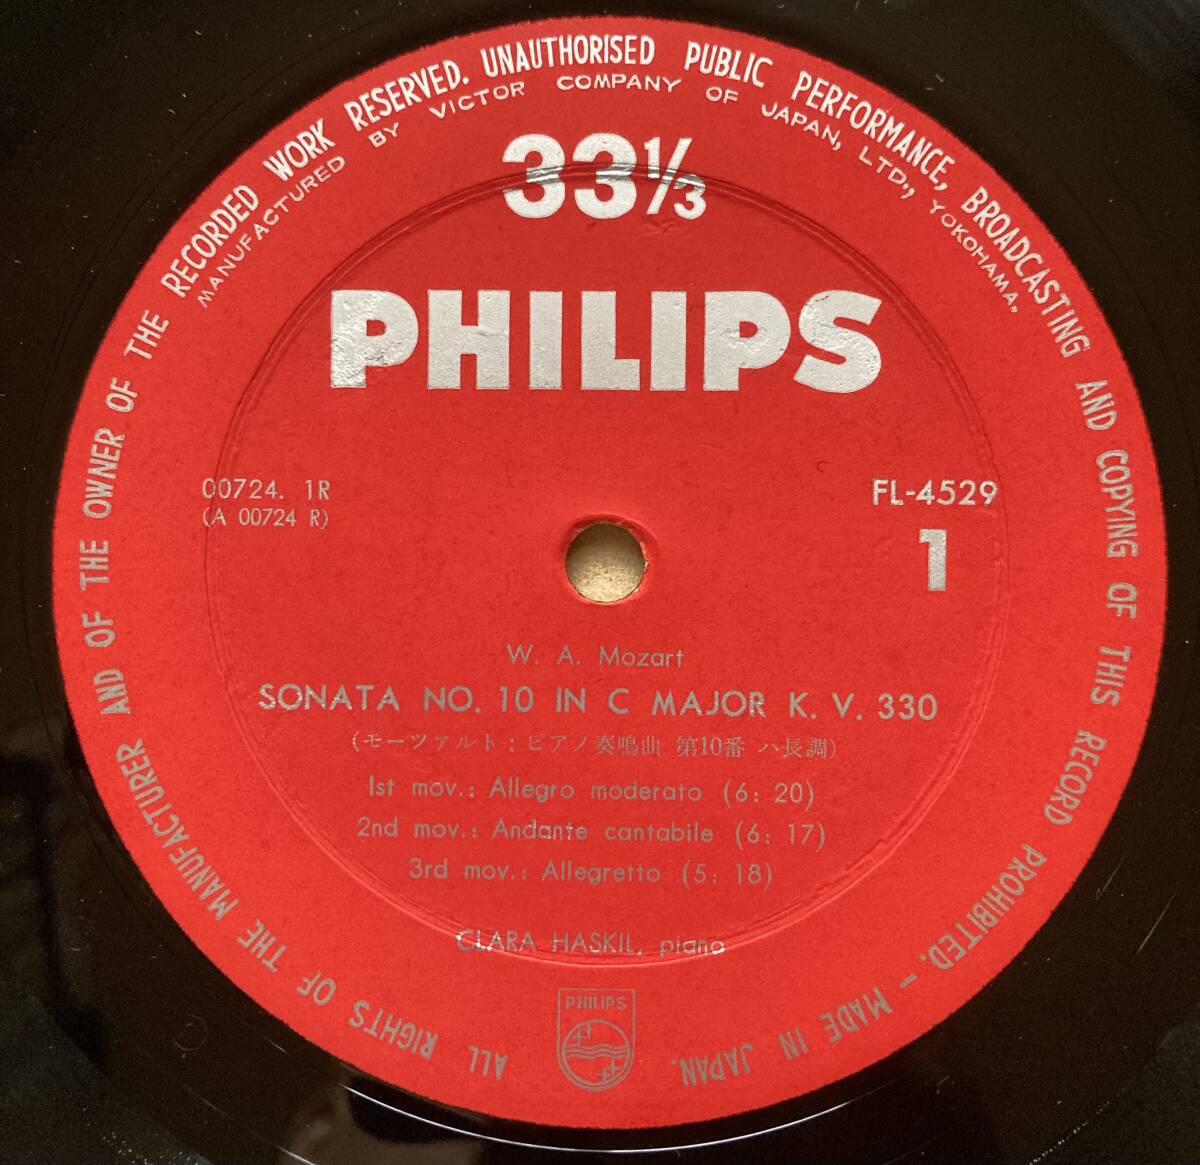 ALL RIGHTS OF THE MANUFACTURER AND OF THE OWNER OF THE RECORDED WORK RESERVED. UNAUTHORISED PUBLIC PERFORMANCE, BROADCASTING AND COPYING OF THIS RECORD PROHIBITED. – MADE IN JAPAN.
MANUFACTURED BY VICTOR COMPANY OF JAPAN, LTD., YOKOHAMA.
33⅓
PHILIPS
00724. 1R
(A 00724 R)
FL-4529
1
W. A. Mozart
SONATA NO. 10 IN C MAJOR K. V. 330
(モーツァルト:ピアノ奏鳴曲 第10番 ハ長調)
1st mov.: Allegro moderato (6: 20)
2nd mov.: Andante cantabile (6: 17)
3rd mov.: Allegretto (5: 18)
CLARA HASKIL, piano
PHILIPS